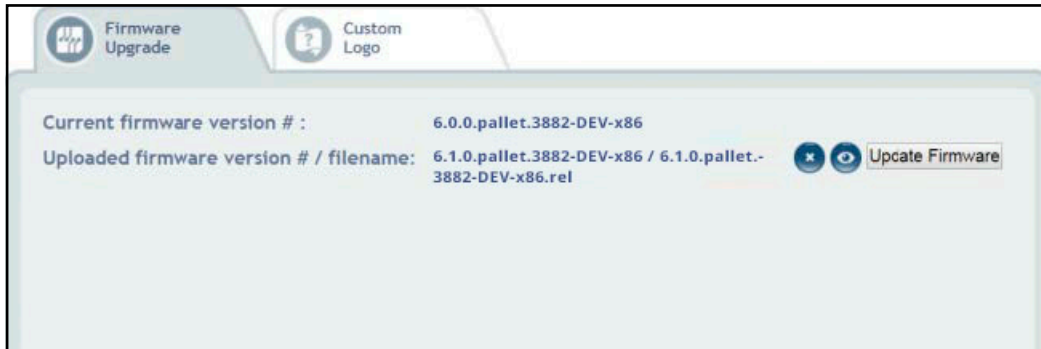 Firmware
Upgrade
Custom
Logo
Current firmware version # :
6.0.0.pallet.3882-DEV-x86
Uploaded firmware version # / filename:
6.1.0.pallet.3882-DEV-x86 / 6.1.0.pallet.-
3882-DEV-x86.rel
Upcate Firmware